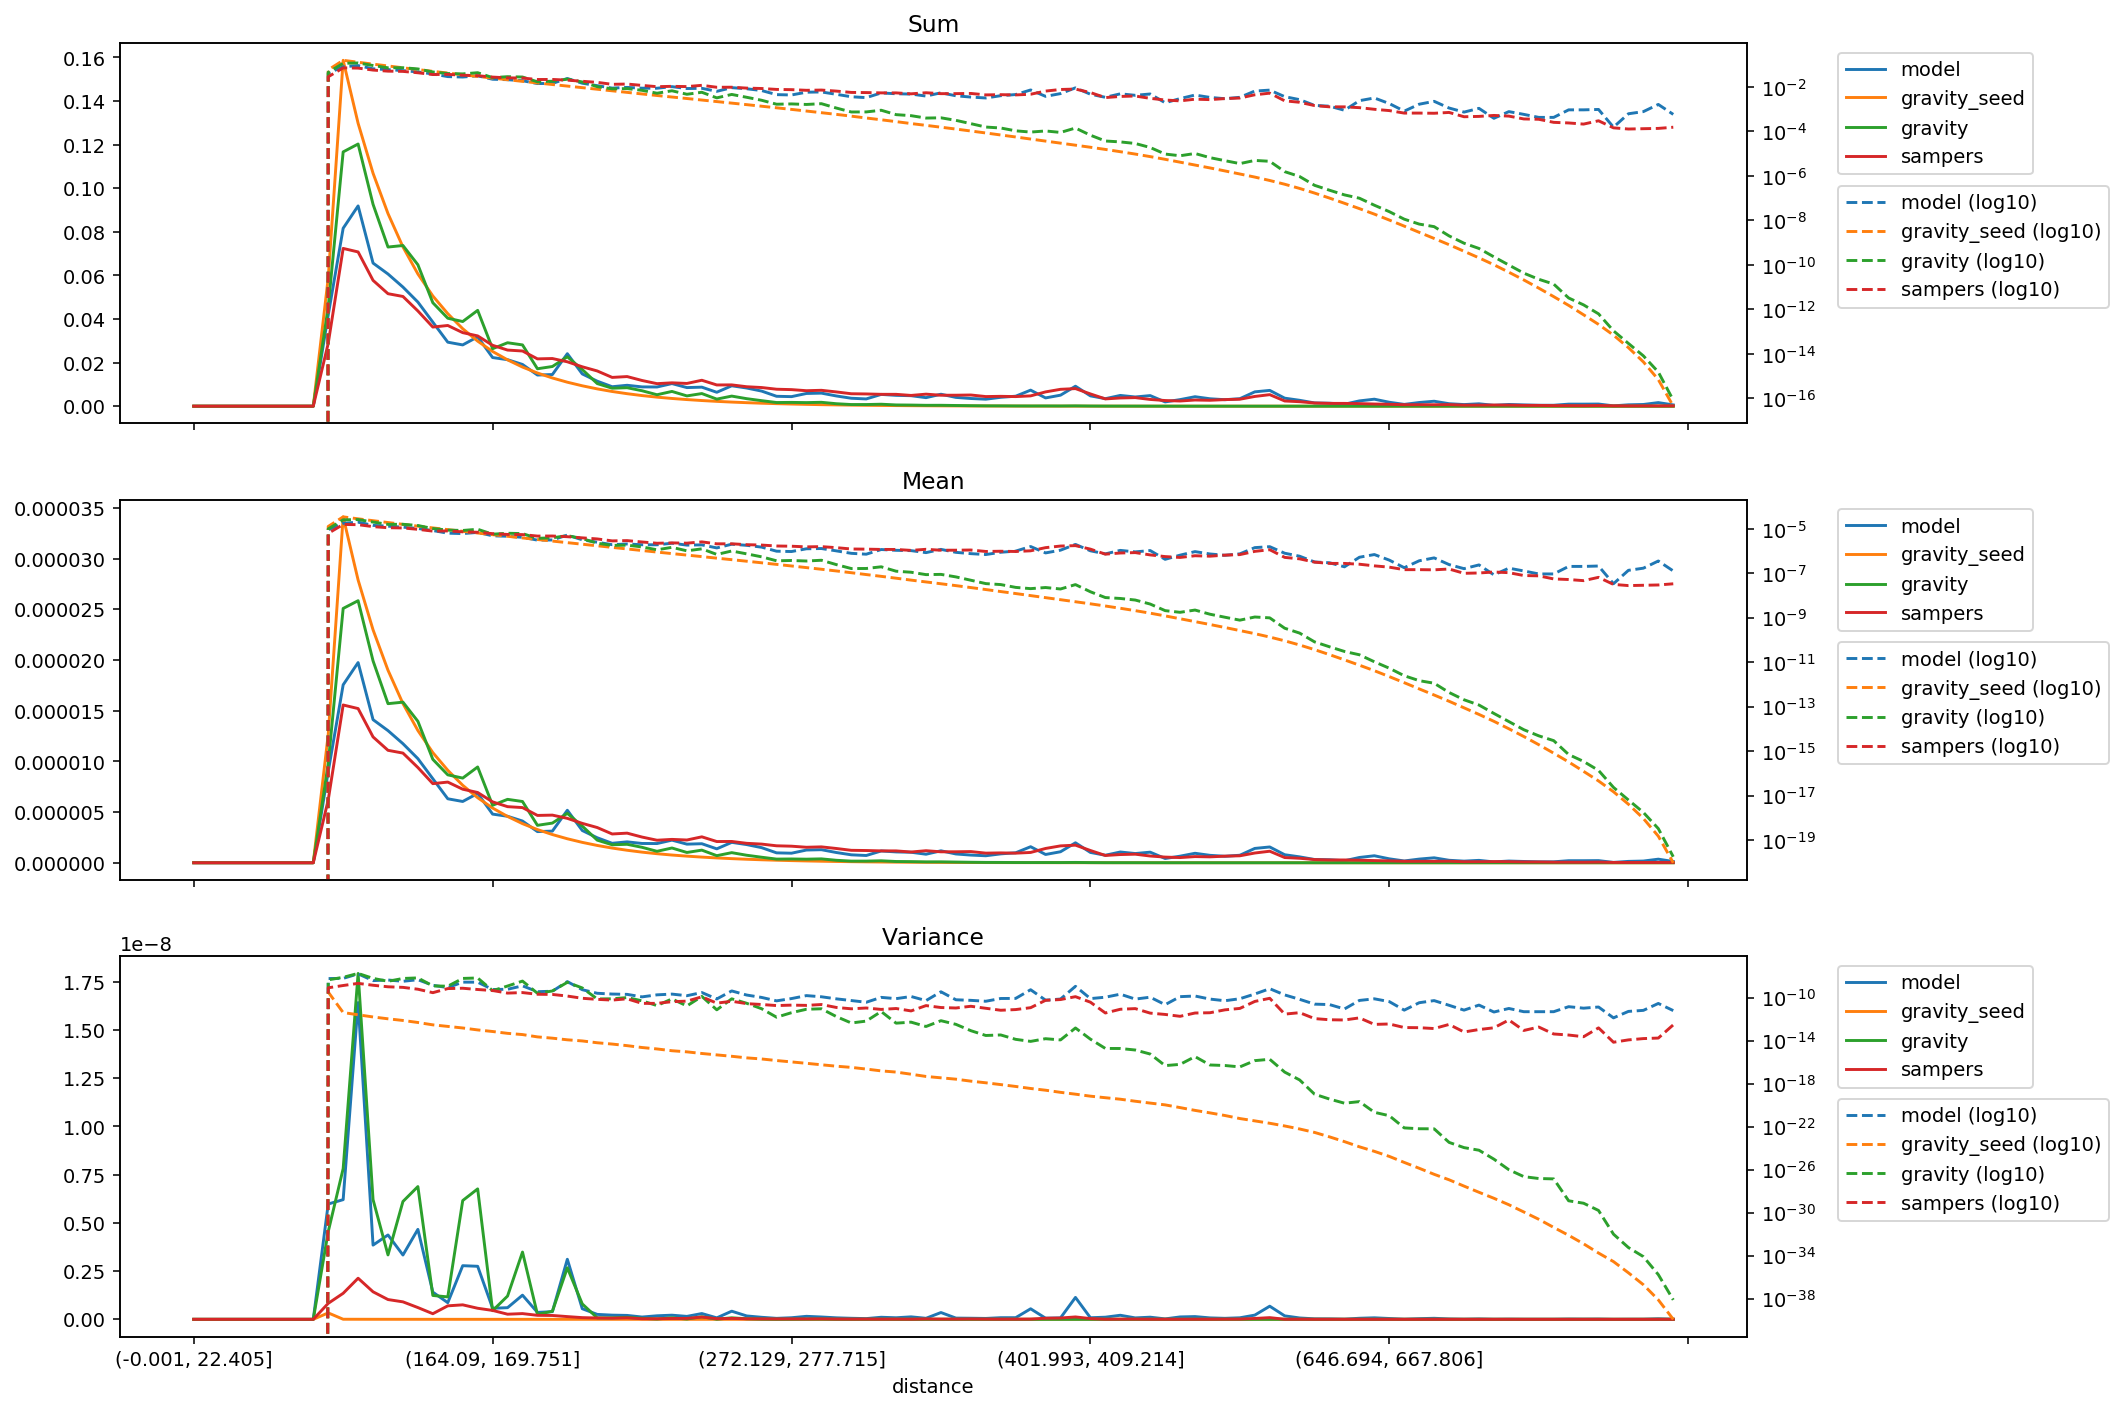 Sum
0.16
0.14
0.12
0.10
0.08
0.06
0.04
0.02
0.00
10⁻²
10⁻⁴
10⁻⁶
10⁻⁸
10⁻¹⁰
10⁻¹²
10⁻¹⁴
10⁻¹⁶
model
gravity_seed
gravity
sampers
model (log10)
gravity_seed (log10)
gravity (log10)
sampers (log10)
Mean
0.000035
0.000030
0.000025
0.000020
0.000015
0.000010
0.000005
0.000000
10⁻⁵
10⁻⁷
10⁻⁹
10⁻¹¹
10⁻¹³
10⁻¹⁵
10⁻¹⁷
10⁻¹⁹
model
gravity_seed
gravity
sampers
model (log10)
gravity_seed (log10)
gravity (log10)
sampers (log10)
Variance
1e−8
1.75
1.50
1.25
1.00
0.75
0.50
0.25
0.00
10⁻¹⁰
10⁻¹⁴
10⁻¹⁸
10⁻²²
10⁻²⁶
10⁻³⁰
10⁻³⁴
10⁻³⁸
model
gravity_seed
gravity
sampers
model (log10)
gravity_seed (log10)
gravity (log10)
sampers (log10)
(-0.001, 22.405] (164.09, 169.751] (272.129, 277.715] (401.993, 409.214] (646.694, 667.806]
distance